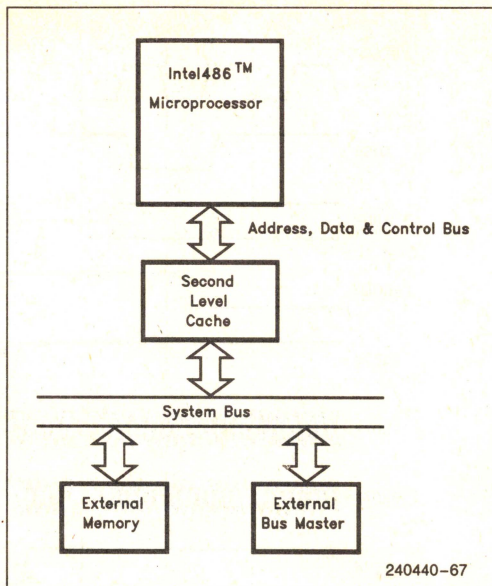 Intel486™
Microprocessor
Address, Data & Control Bus
Second
Level
Cache
System Bus
External
Memory
External
Bus Master
240440-67